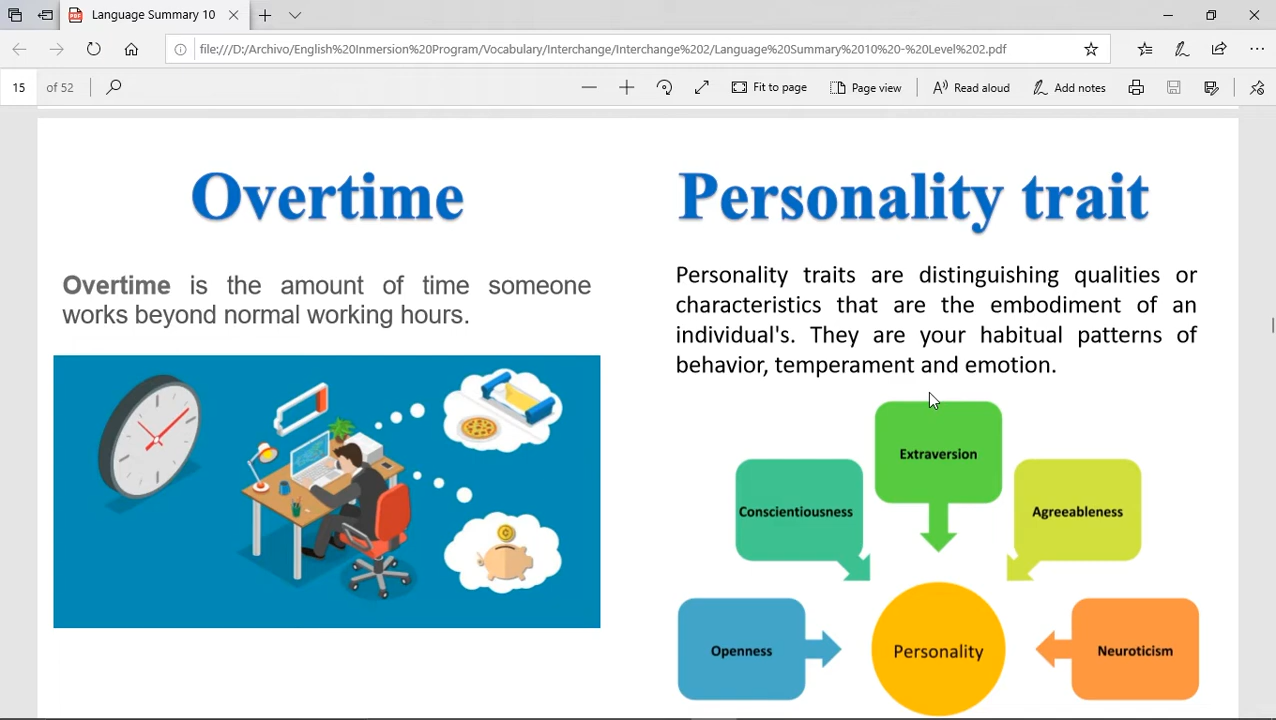 Language Summary 10
file:///D:/Archivo/English%20Inmersion%20Program/Vocabulary/Interchange/Interchange%202/Language%20Summary%2010%20-%20Level%202.pdf
15 of 52
Fit to page
Page view
Read aloud
Add notes
Overtime
Overtime is the amount of time someone
works beyond normal working hours.
Personality trait
Personality traits are distinguishing qualities or
characteristics that are the embodiment of an
individual's. They are your habitual patterns of
behavior, temperament and emotion.
Extraversion
Conscientiousness
Agreeableness
Openness
Personality
Neuroticism